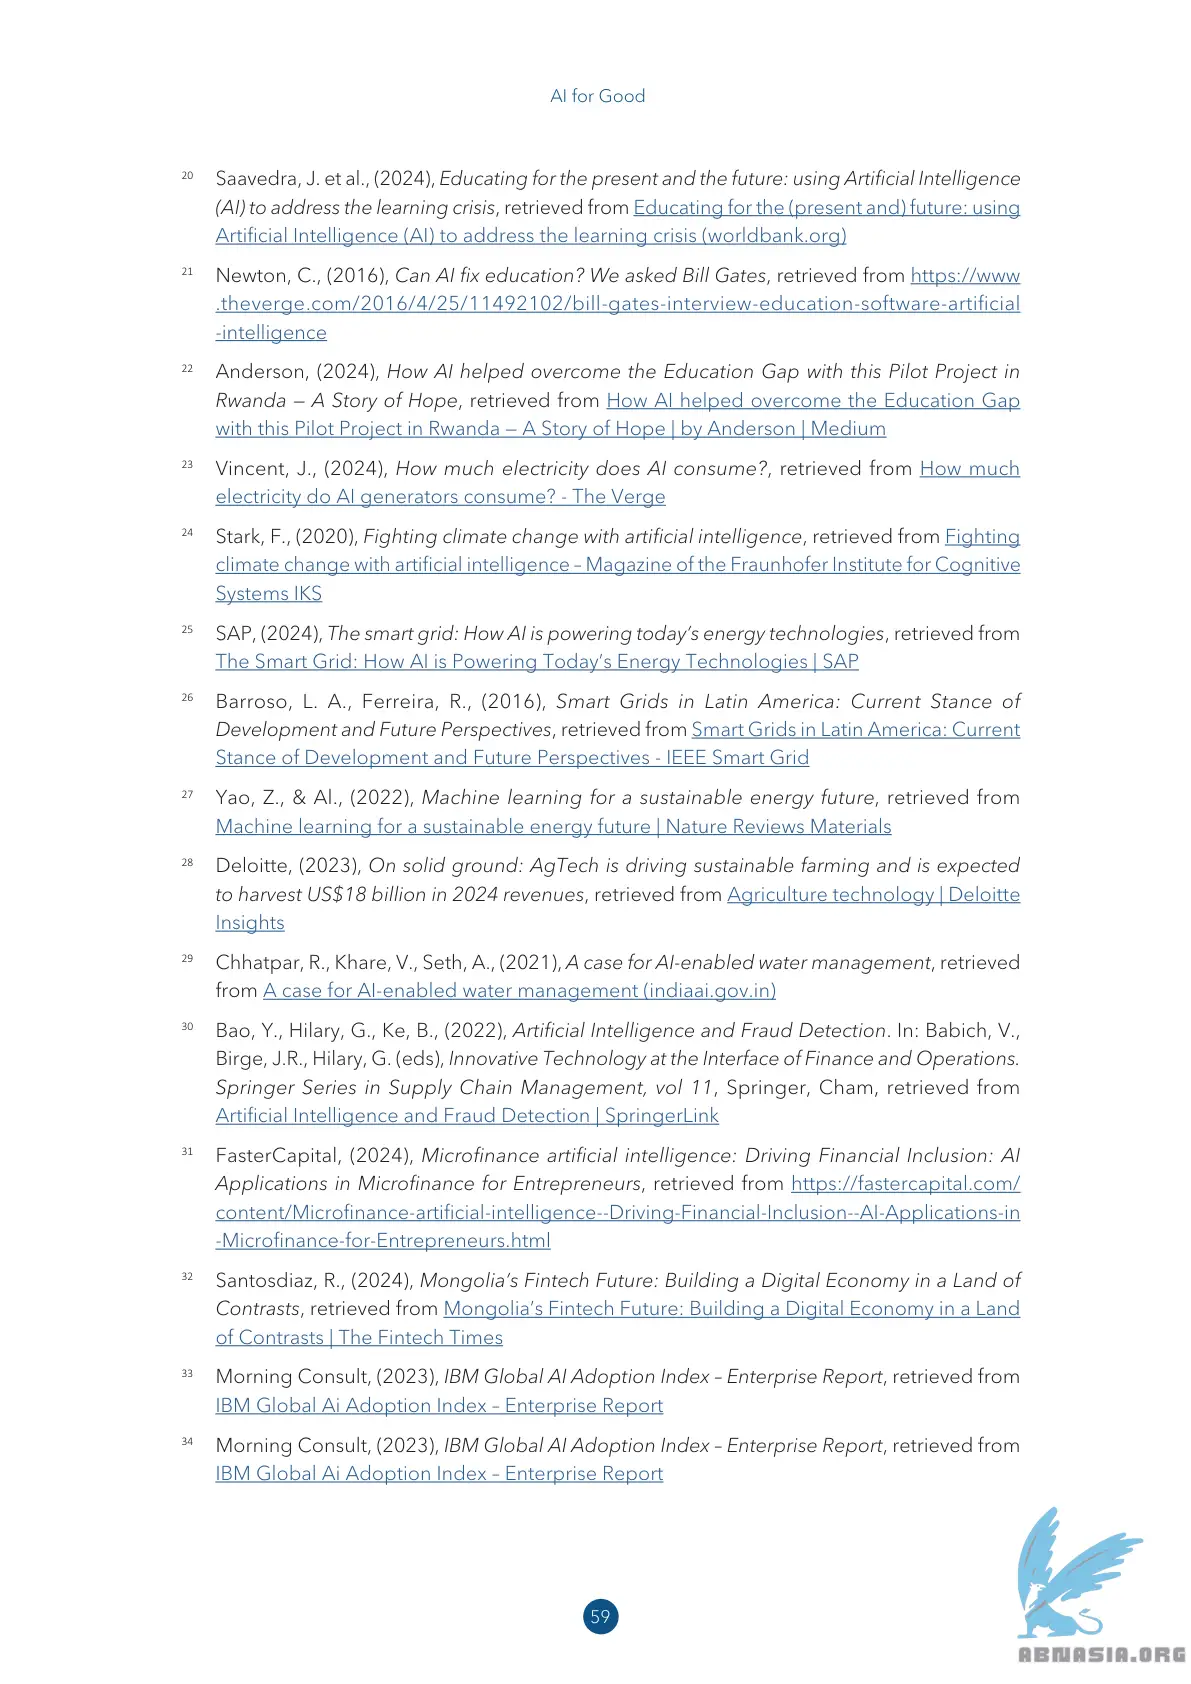 AI for Good
20 Saavedra, J. et al., (2024), Educating for the present and the future: using Artificial Intelligence
(AI) to address the learning crisis, retrieved from Educating for the (present and) future: using
Artificial Intelligence (AI) to address the learning crisis (worldbank.org)
21 Newton, C., (2016), Can AI fix education? We asked Bill Gates, retrieved from https://www
.theverge.com/2016/4/25/11492102/bill-gates-interview-education-software-artificial
-intelligence
22 Anderson, (2024), How AI helped overcome the Education Gap with this Pilot Project in
Rwanda — A Story of Hope, retrieved from How AI helped overcome the Education Gap
with this Pilot Project in Rwanda — A Story of Hope | by Anderson | Medium
23 Vincent, J., (2024), How much electricity does AI consume?, retrieved from How much
electricity do AI generators consume? - The Verge
24 Stark, F., (2020), Fighting climate change with artificial intelligence, retrieved from Fighting
climate change with artificial intelligence – Magazine of the Fraunhofer Institute for Cognitive
Systems IKS
25 SAP, (2024), The smart grid: How AI is powering today's energy technologies, retrieved from
The Smart Grid: How AI is Powering Today's Energy Technologies | SAP
26 Barroso, L. A., Ferreira, R., (2016), Smart Grids in Latin America: Current Stance of
Development and Future Perspectives, retrieved from Smart Grids in Latin America: Current
Stance of Development and Future Perspectives - IEEE Smart Grid
27 Yao, Z., & Al., (2022), Machine learning for a sustainable energy future, retrieved from
Machine learning for a sustainable energy future | Nature Reviews Materials
28 Deloitte, (2023), On solid ground: AgTech is driving sustainable farming and is expected
to harvest US$18 billion in 2024 revenues, retrieved from Agriculture technology | Deloitte
Insights
29 Chhatpar, R., Khare, V., Seth, A., (2021), A case for AI-enabled water management, retrieved
from A case for AI-enabled water management (indiaai.gov.in)
30 Bao, Y., Hilary, G., Ke, B., (2022), Artificial Intelligence and Fraud Detection. In: Babich, V.,
Birge, J.R., Hilary, G. (eds), Innovative Technology at the Interface of Finance and Operations.
Springer Series in Supply Chain Management, vol 11, Springer, Cham, retrieved from
Artificial Intelligence and Fraud Detection | SpringerLink
31 FasterCapital, (2024), Microfinance artificial intelligence: Driving Financial Inclusion: AI
Applications in Microfinance for Entrepreneurs, retrieved from https://fastercapital.com/
content/Microfinance-artificial-intelligence--Driving-Financial-Inclusion--AI-Applications-in
-Microfinance-for-Entrepreneurs.html
32 Santosdiaz, R., (2024), Mongolia's Fintech Future: Building a Digital Economy in a Land of
Contrasts, retrieved from Mongolia's Fintech Future: Building a Digital Economy in a Land
of Contrasts | The Fintech Times
33 Morning Consult, (2023), IBM Global AI Adoption Index – Enterprise Report, retrieved from
IBM Global Ai Adoption Index – Enterprise Report
34 Morning Consult, (2023), IBM Global AI Adoption Index – Enterprise Report, retrieved from
IBM Global Ai Adoption Index – Enterprise Report
59
ABNASIA.ORG